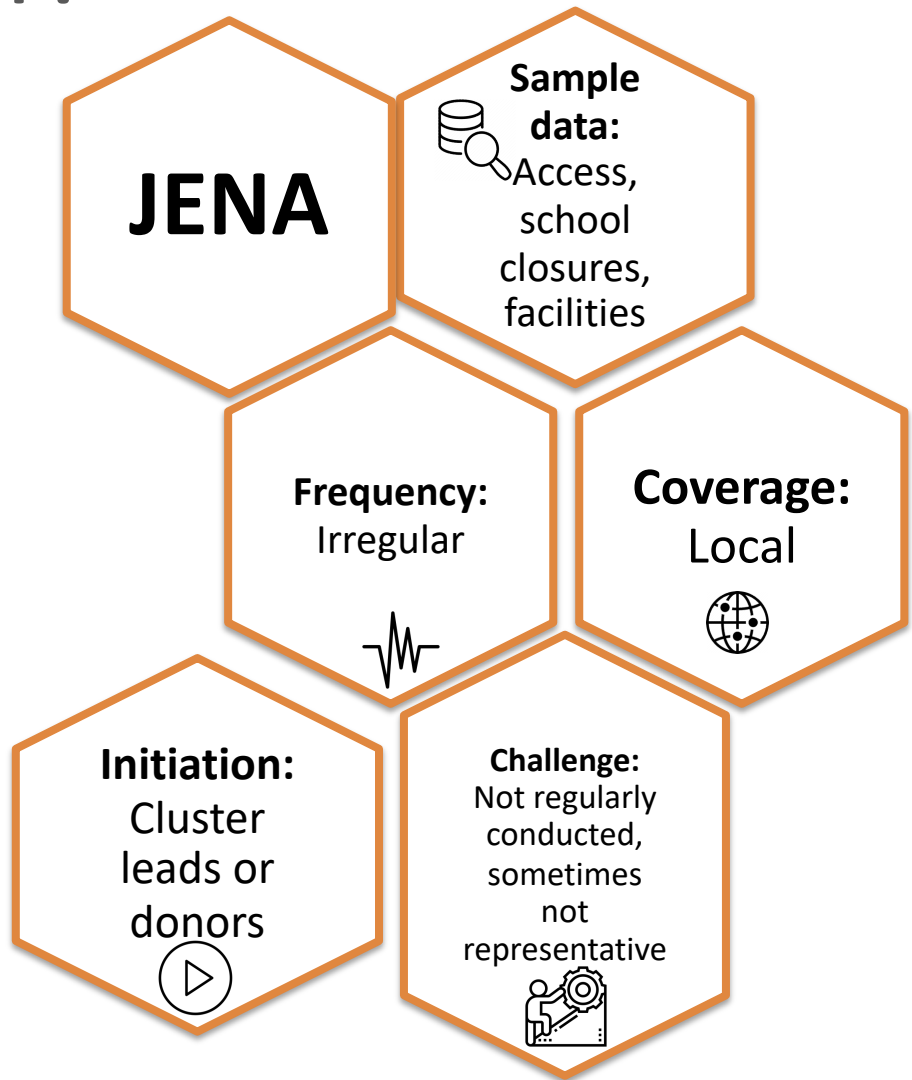 JENA
Sample
data:
Access,
school
closures,
facilities
Frequency:
Irregular
Coverage:
Local
Initiation:
Cluster
leads or
donors
Challenge:
Not regularly
conducted,
sometimes
not
representative